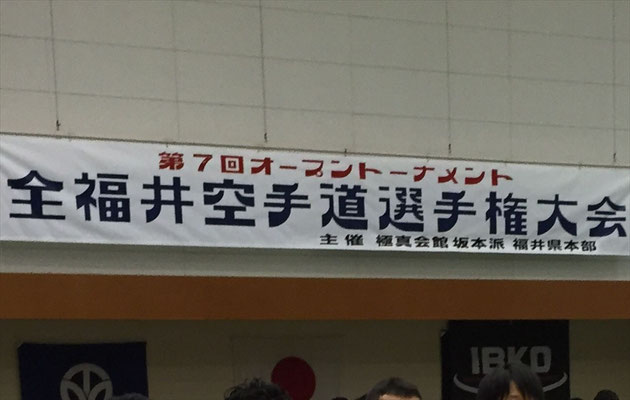 第7回オープントーナメント
全福井空手道選手権大会
主催 極真会館 坂本派 福井県本部
IBKO